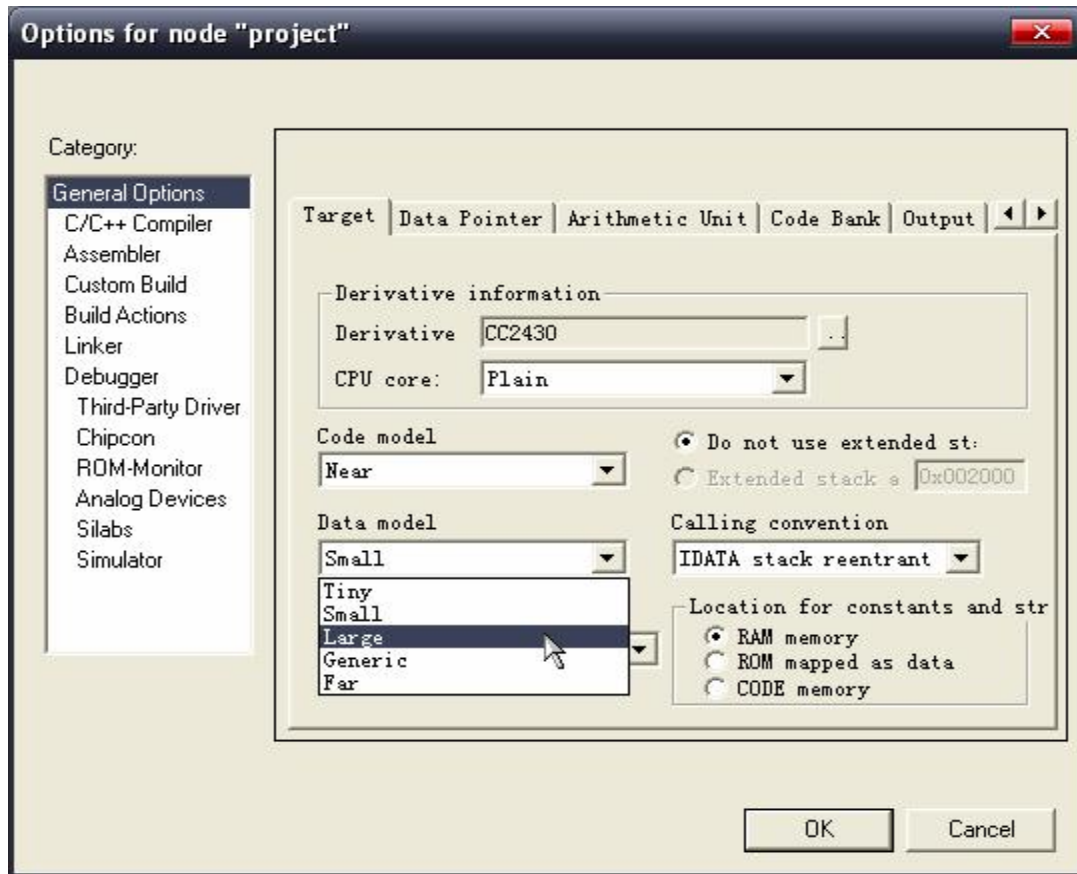 Options for node "project"
Category:
General Options
C/C++ Compiler
Assembler
Custom Build
Build Actions
Linker
Debugger
Third-Party Driver
Chipcon
ROM-Monitor
Analog Devices
Silabs
Simulator
Target Data Pointer Arithmetic Unit Code Bank Output
Derivative information
Derivative CC2430 ..
CPU core: Plain
Code model
Near
Do not use extended st:
Extended stack a 0x002000
Data model
Small
Tiny
Small
Large
Generic
Far
Calling convention
IDATA stack reentrant
Location for constants and str
RAM memory
ROM mapped as data
CODE memory
OK Cancel